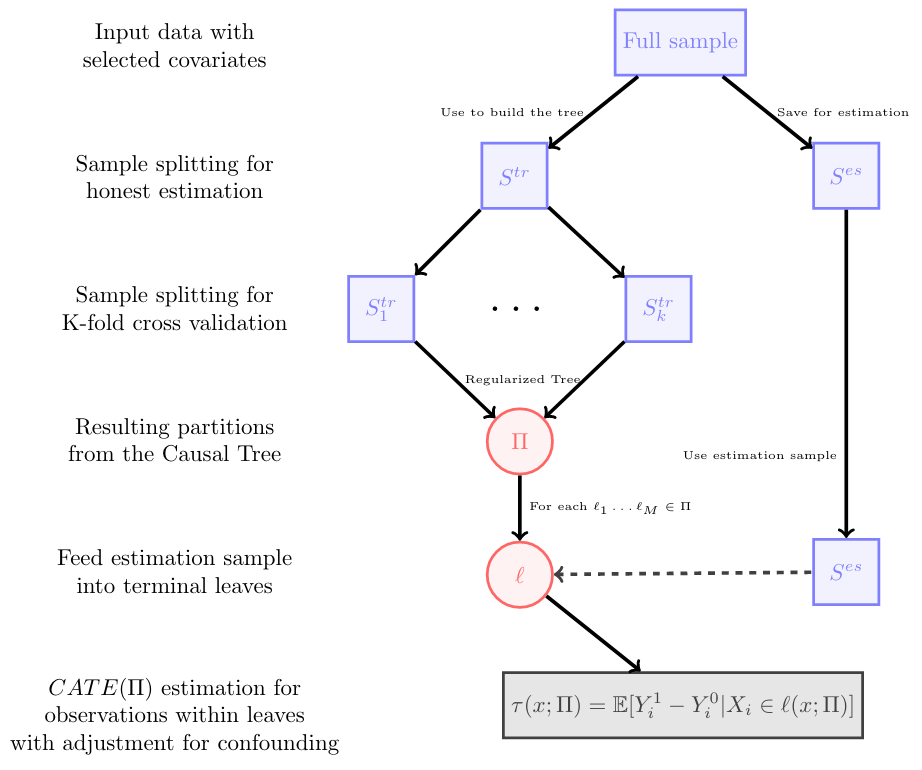 Input data with
selected covariates
Full sample
Use to build the tree
Save for estimation
Sample splitting for
honest estimation
$S^{tr}$
$S^{es}$
Sample splitting for
K-fold cross validation
$S_1^{tr}$
. . .
$S_k^{tr}$
Regularized Tree
Resulting partitions
from the Causal Tree
Π
Use estimation sample
For each $\ell_1 \ldots \ell_M \in \Pi$
Feed estimation sample
into terminal leaves
ℓ
$S^{es}$
$CATE(\Pi)$ estimation for
observations within leaves
with adjustment for confounding
$\tau(x; \Pi) = \mathbb{E}[Y_i^1 - Y_i^0 | X_i \in \ell(x; \Pi)]$